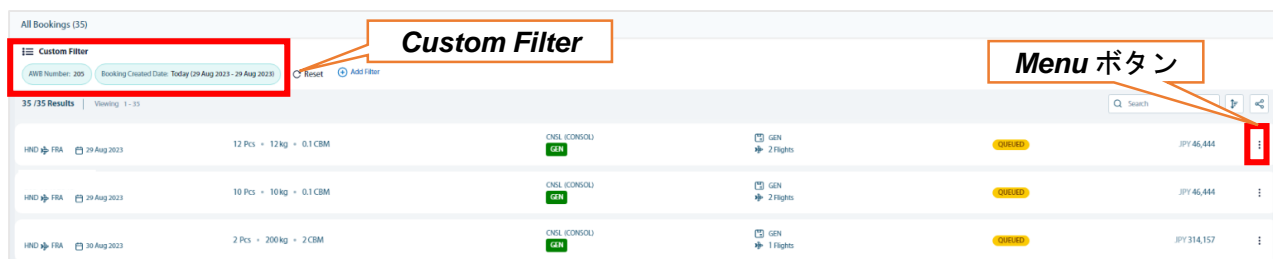 All Bookings (35)
Custom Filter
Custom Filter
Menu ボタン
AWB Number: 205 Booking Created Date: Today (29 Aug 2023 - 29 Aug 2023) Reset Add Filter
35 /35 Results Viewing 1 - 35 Search
HND FRA 29 Aug 2023 12 Pcs 12 kg 0.1 CBM CNSL (CONSOL) GEN GEN 2 Flights QUEUED JPY 46,444
HND FRA 29 Aug 2023 10 Pcs 10 kg 0.1 CBM CNSL (CONSOL) GEN GEN 2 Flights QUEUED JPY 46,444
HND FRA 30 Aug 2023 2 Pcs 200 kg 2 CBM CNSL (CONSOL) GEN GEN 1 Flights QUEUED JPY 314,157